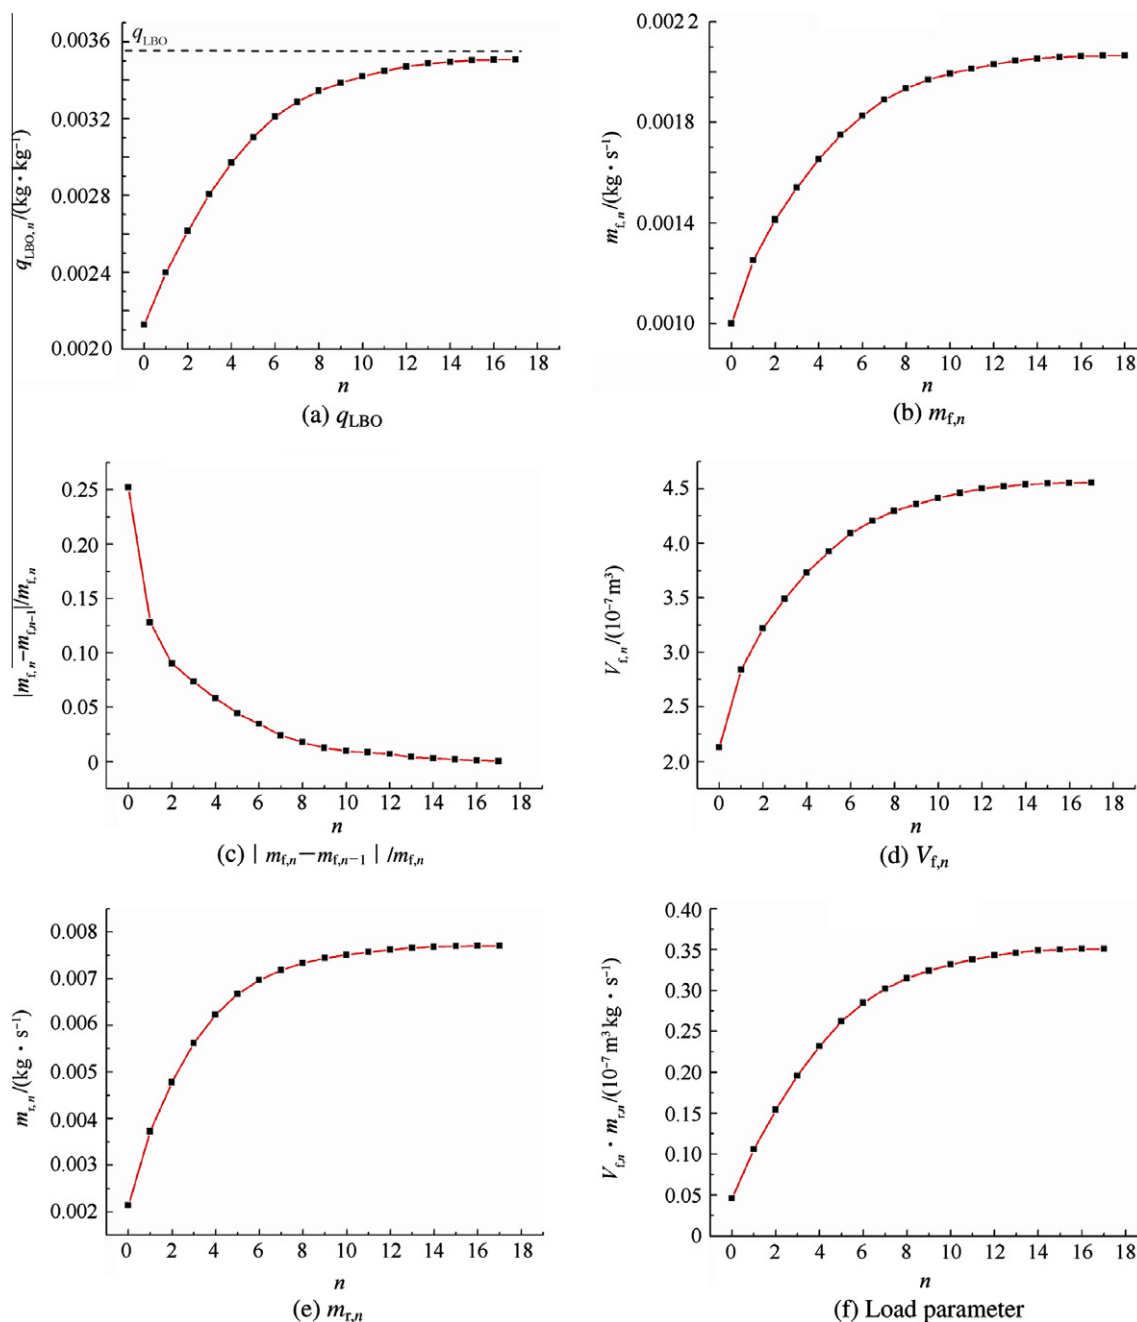 q_LBO
0.0036
0.0032
0.0028
0.0024
0.0020
q_LBO,n/(kg·kg⁻¹)
0 2 4 6 8 10 12 14 16 18
n
(a) q_LBO
0.0022
0.0018
0.0014
0.0010
m_f,n/(kg·s⁻¹)
0 2 4 6 8 10 12 14 16 18
n
(b) m_f,n
0.25
0.20
0.15
0.10
0.05
0
|m_f,n−m_f,n−1|/m_f,n
0 2 4 6 8 10 12 14 16 18
n
(c) | m_f,n−m_f,n−1 | /m_f,n
4.5
4.0
3.5
3.0
2.5
2.0
V_f,n/(10⁻⁷m³)
0 2 4 6 8 10 12 14 16 18
n
(d) V_f,n
0.008
0.007
0.006
0.005
0.004
0.003
0.002
m_r,n/(kg·s⁻¹)
0 2 4 6 8 10 12 14 16 18
n
(e) m_r,n
0.40
0.35
0.30
0.25
0.20
0.15
0.10
0.05
0
V_f,n·m_r,n/(10⁻⁷m³kg·s⁻¹)
0 2 4 6 8 10 12 14 16 18
n
(f) Load parameter